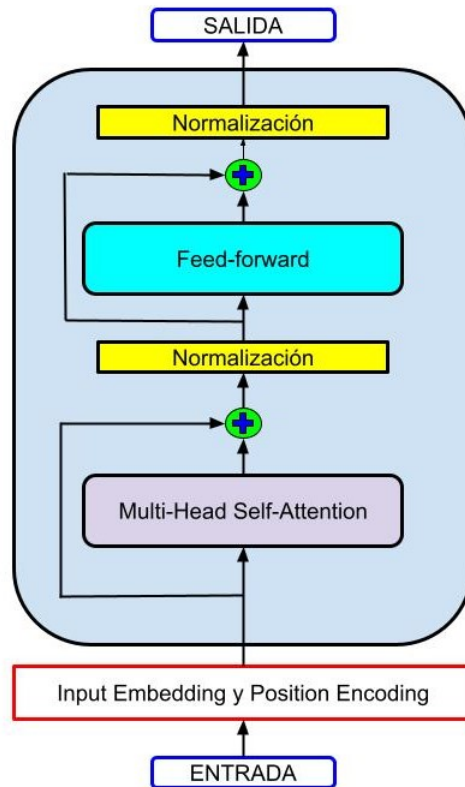 SALIDA
Normalización
Feed-forward
Normalización
Multi-Head Self-Attention
Input Embedding y Position Encoding
ENTRADA